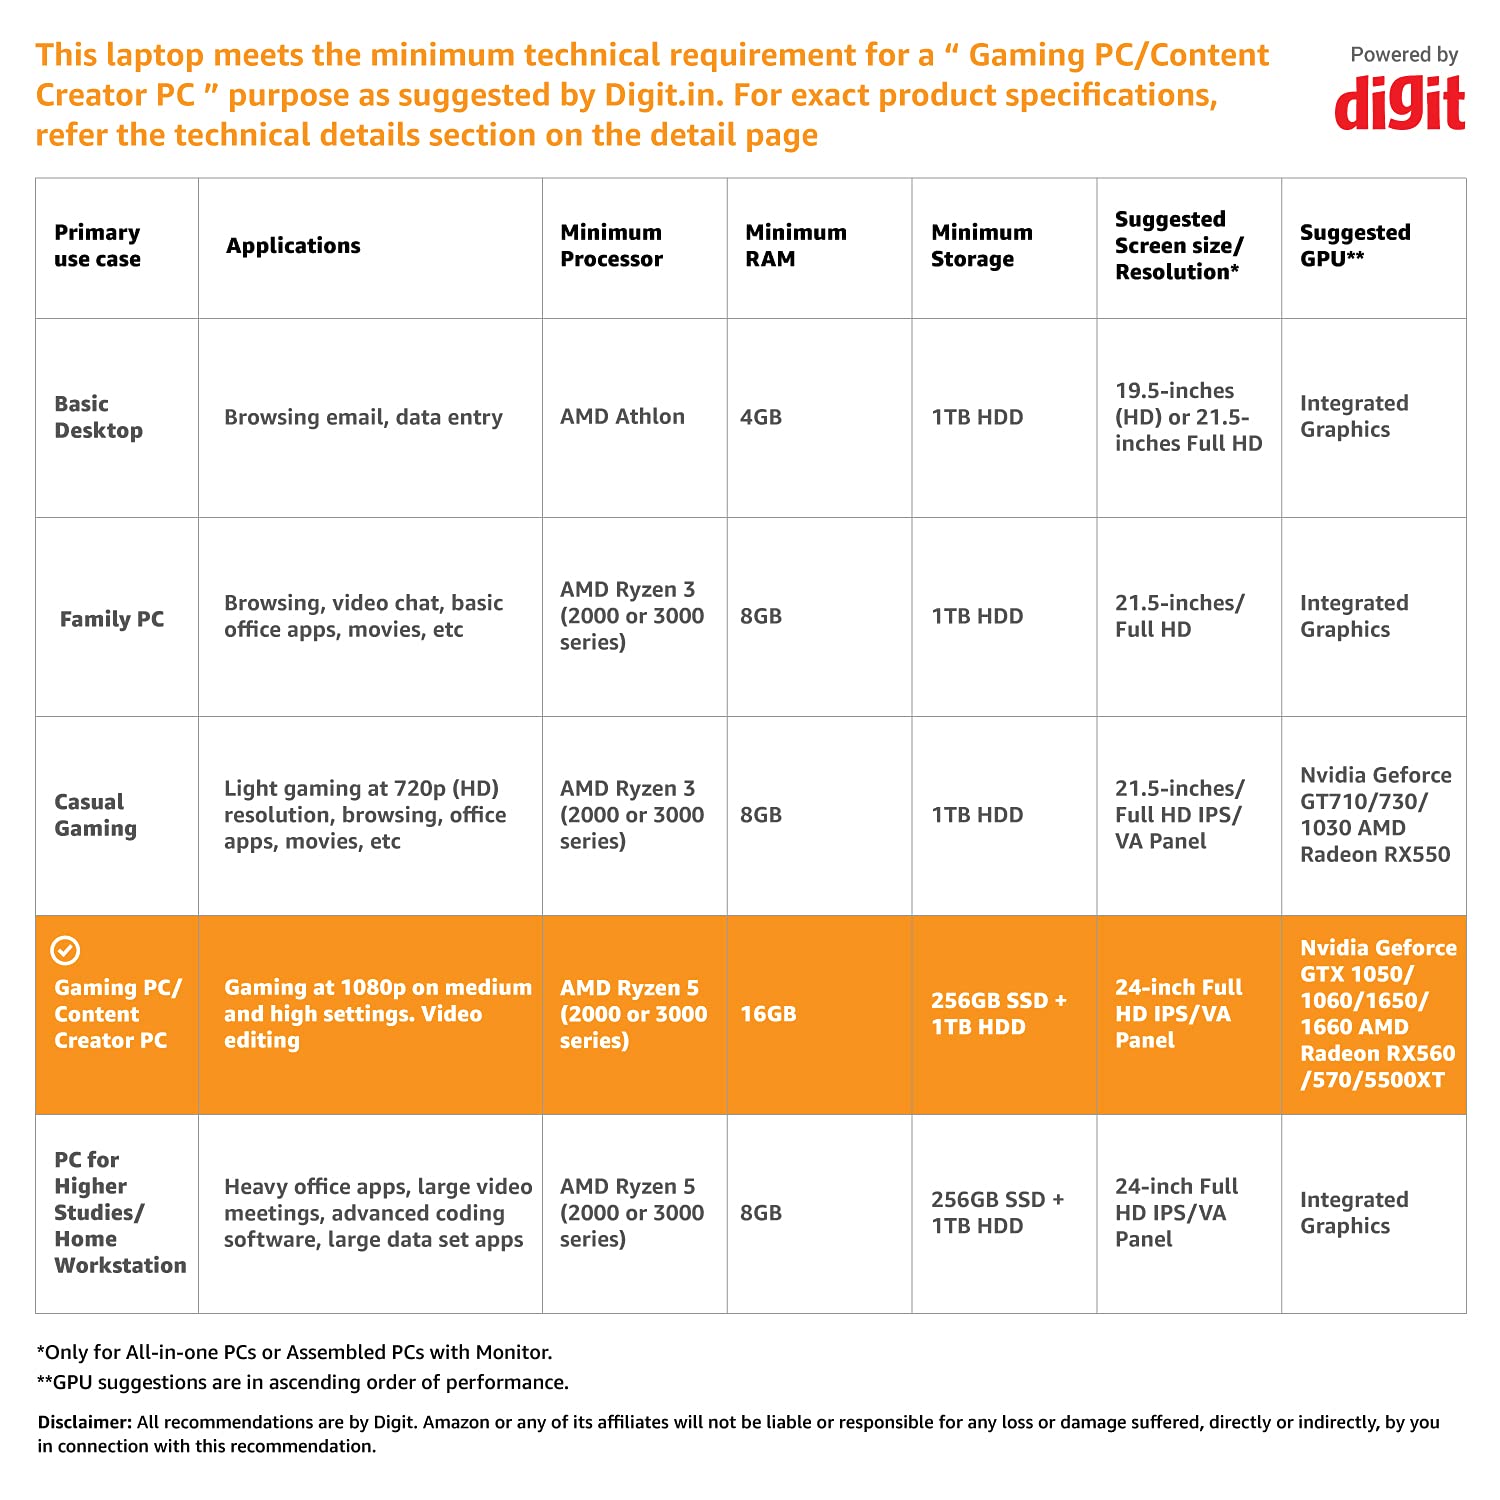 This laptop meets the minimum technical requirement for a “ Gaming PC/Content
Creator PC ” purpose as suggested by Digit.in. For exact product specifications,
refer the technical details section on the detail page
Powered by
digit
Primary
use case
Applications
Minimum
Processor
Minimum
RAM
Minimum
Storage
Suggested
Screen size/
Resolution*
Suggested
GPU**
Basic
Desktop
Browsing email, data entry
AMD Athlon
4GB
1TB HDD
19.5-inches
(HD) or 21.5-
inches Full HD
Integrated
Graphics
Family PC
Browsing, video chat, basic
office apps, movies, etc
AMD Ryzen 3
(2000 or 3000
series)
8GB
1TB HDD
21.5-inches/
Full HD
Integrated
Graphics
Casual
Gaming
Light gaming at 720p (HD)
resolution, browsing, office
apps, movies, etc
AMD Ryzen 3
(2000 or 3000
series)
8GB
1TB HDD
21.5-inches/
Full HD IPS/
VA Panel
Nvidia Geforce
GT710/730/
1030 AMD
Radeon RX550
Gaming PC/
Content
Creator PC
Gaming at 1080p on medium
and high settings. Video
editing
AMD Ryzen 5
(2000 or 3000
series)
16GB
256GB SSD +
1TB HDD
24-inch Full
HD IPS/VA
Panel
Nvidia Geforce
GTX 1050/
1060/1650/
1660 AMD
Radeon RX560
/570/5500XT
PC for
Higher
Studies/
Home
Workstation
Heavy office apps, large video
meetings, advanced coding
software, large data set apps
AMD Ryzen 5
(2000 or 3000
series)
8GB
256GB SSD +
1TB HDD
24-inch Full
HD IPS/VA
Panel
Integrated
Graphics
*Only for All-in-one PCs or Assembled PCs with Monitor.
**GPU suggestions are in ascending order of performance.
Disclaimer: All recommendations are by Digit. Amazon or any of its affiliates will not be liable or responsible for any loss or damage suffered, directly or indirectly, by you
in connection with this recommendation.